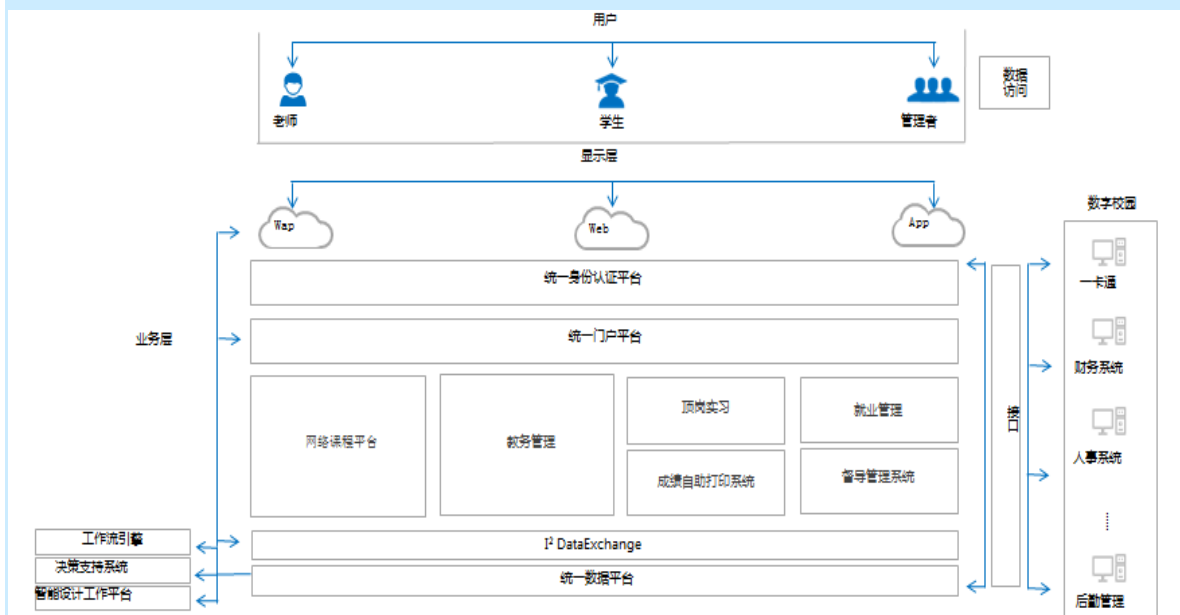 用户
老师
学生
管理者
数据
访问
显示层
Wap
Web
App
数字校园
统一身份认证平台
一卡通
业务层
统一门户平台
财务系统
网络课程平台
教务管理
顶岗实习
就业管理
接口
人事系统
成绩自助打印系统
督导管理系统
......
工作流引擎
I² DataExchange
决策支持系统
统一数据平台
智能设计工作平台
后勤管理